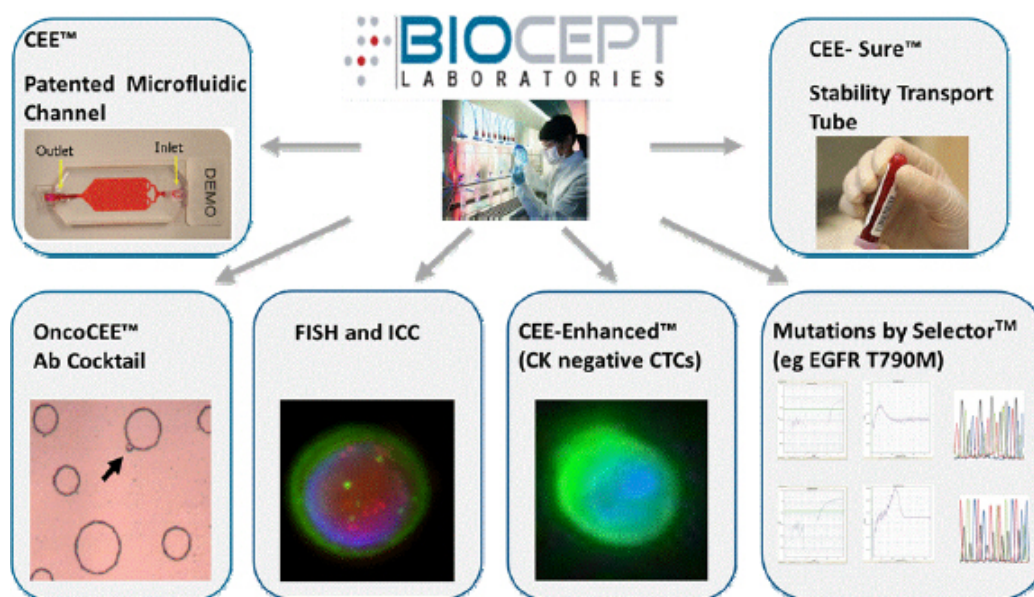 BIOCEPT
LABORATORIES
CEE™
Patented Microfluidic
Channel
Outlet
Inlet
DEMO
CEE- Sure™
Stability Transport
Tube
OncoCEE™
Ab Cocktail
FISH and ICC
CEE-Enhanced™
(CK negative CTCs)
Mutations by Selector™
(eg EGFR T790M)